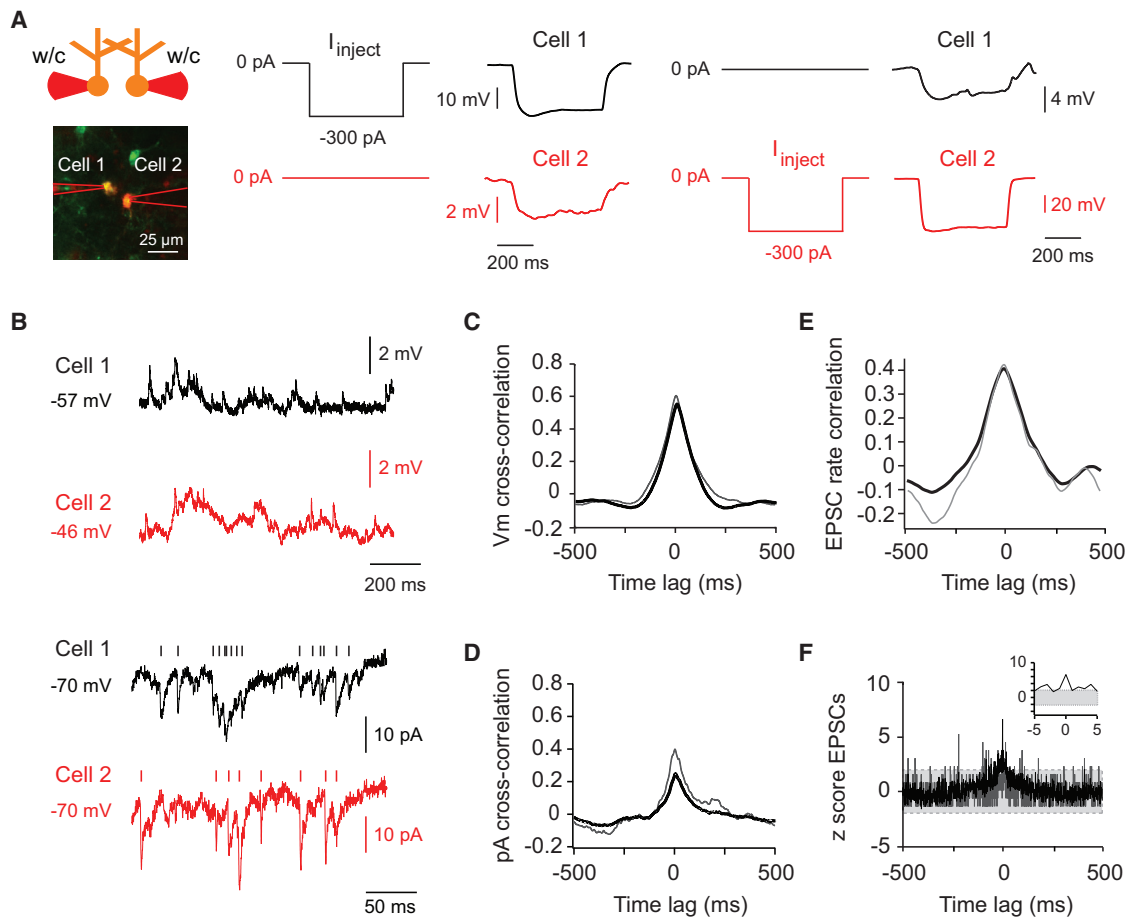 A
w/c
w/c
Cell 1
Cell 2
25 µm
I inject
0 pA
-300 pA
Cell 1
10 mV
0 pA
Cell 2
2 mV
200 ms
0 pA
Cell 1
4 mV
I inject
0 pA
-300 pA
Cell 2
20 mV
200 ms
B
Cell 1
-57 mV
2 mV
Cell 2
-46 mV
2 mV
200 ms
Cell 1
-70 mV
10 pA
Cell 2
-70 mV
10 pA
50 ms
C
Vm cross-correlation
0.8
0.6
0.4
0.2
0
-0.2
-500
0
500
Time lag (ms)
D
pA cross-correlation
0.8
0.6
0.4
0.2
0
-0.2
-500
0
500
Time lag (ms)
E
EPSC rate correlation
0.4
0.3
0.2
0.1
0
-0.1
-0.2
-500
0
500
Time lag (ms)
F
z score EPSCs
10
5
0
-5
-500
0
500
Time lag (ms)
10
0
-5
0
5